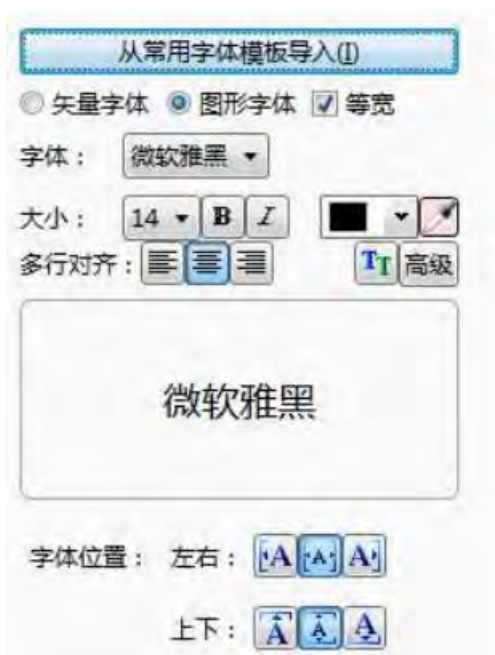 从常用字体模板导入(I)
矢量字体 图形字体 等宽
字体： 微软雅黑
大小： 14 B I
多行对齐： TT 高级
微软雅黑
字体位置： 左右： A A A
上下： A A A